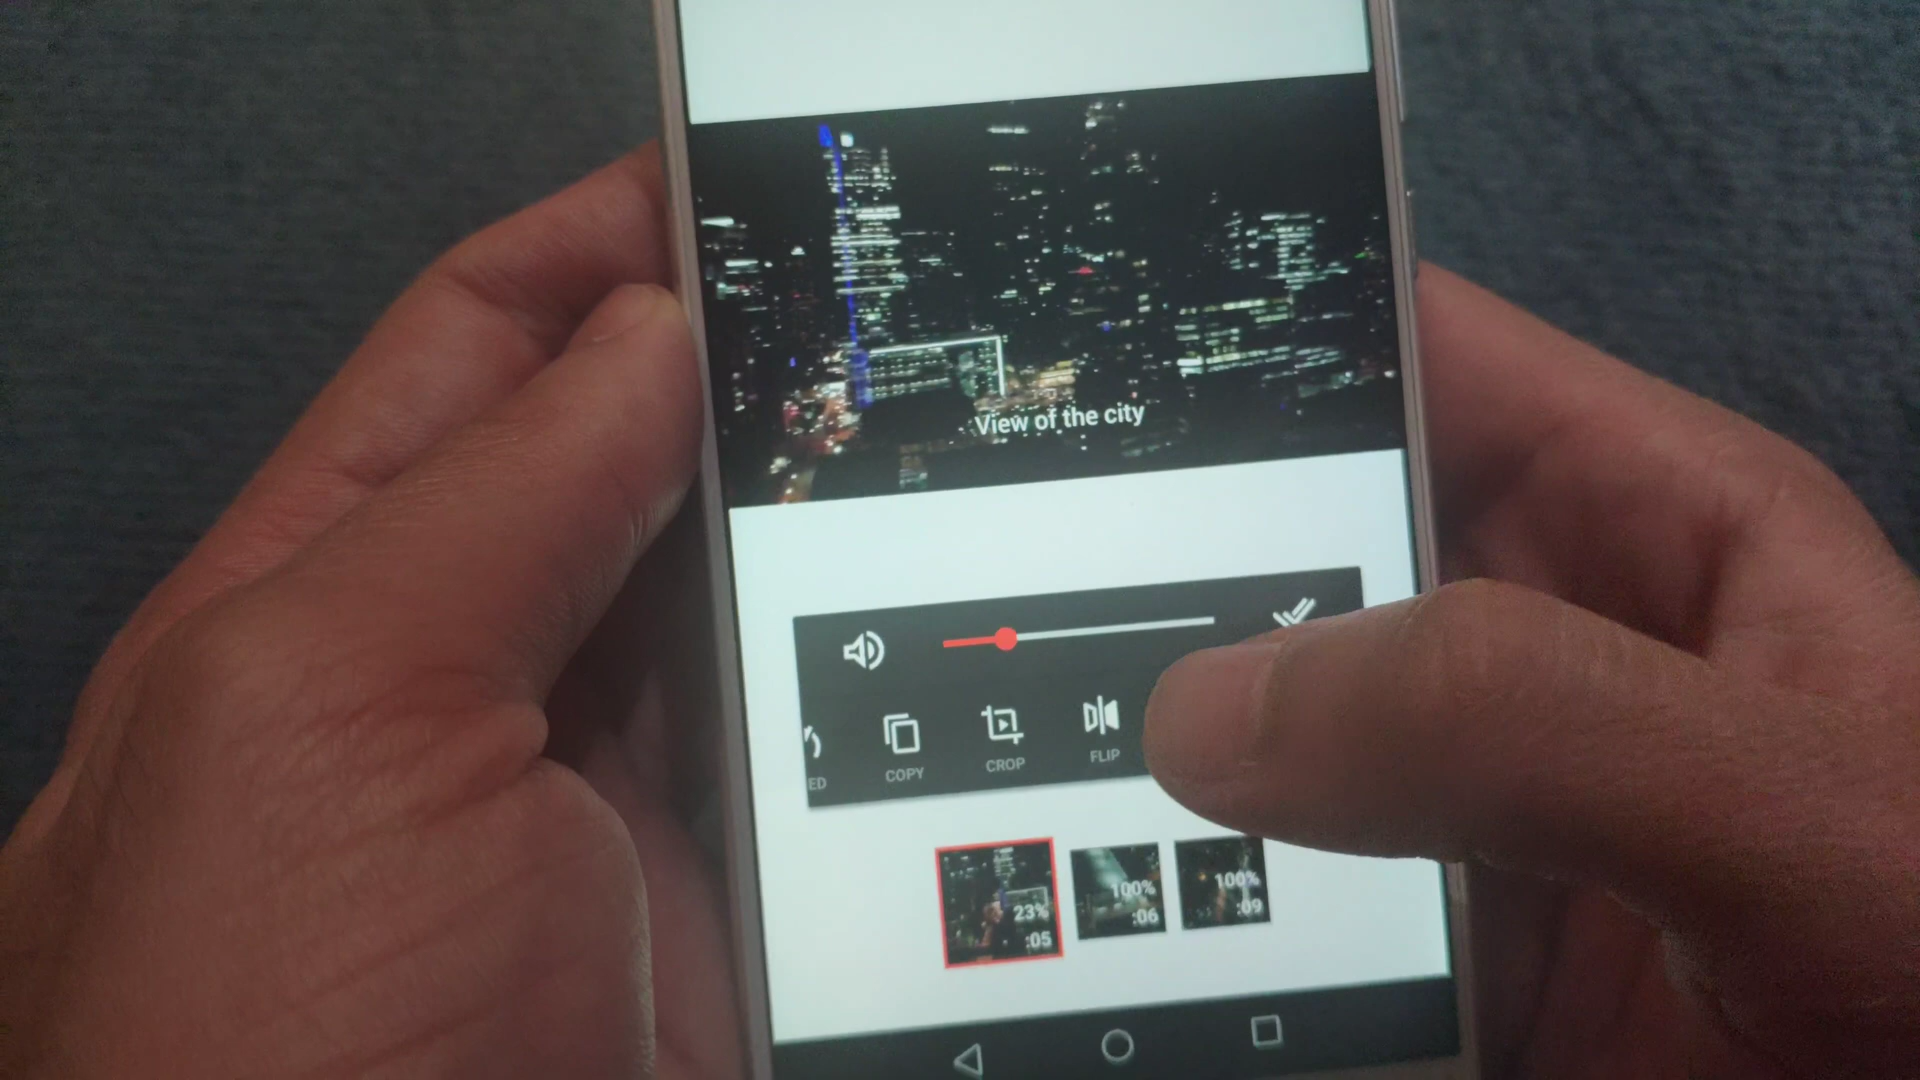 View of the city
ED
COPY
CROP
FLIP
23%
:05
100%
:06
100%
:09